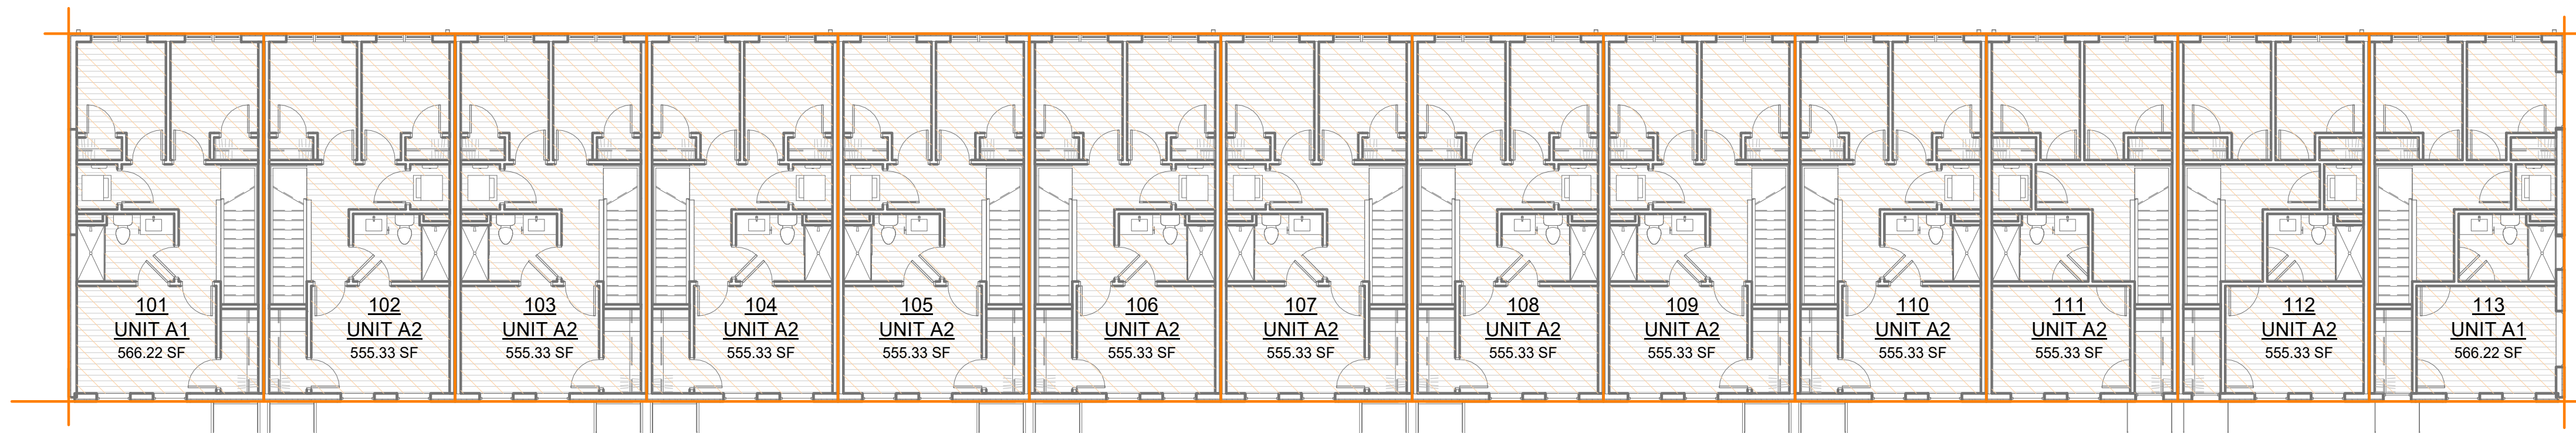 101
UNIT A1
566.22 SF
102
UNIT A2
555.33 SF
103
UNIT A2
555.33 SF
104
UNIT A2
555.33 SF
105
UNIT A2
555.33 SF
106
UNIT A2
555.33 SF
107
UNIT A2
555.33 SF
108
UNIT A2
555.33 SF
109
UNIT A2
555.33 SF
110
UNIT A2
555.33 SF
111
UNIT A2
555.33 SF
112
UNIT A2
555.33 SF
113
UNIT A1
566.22 SF